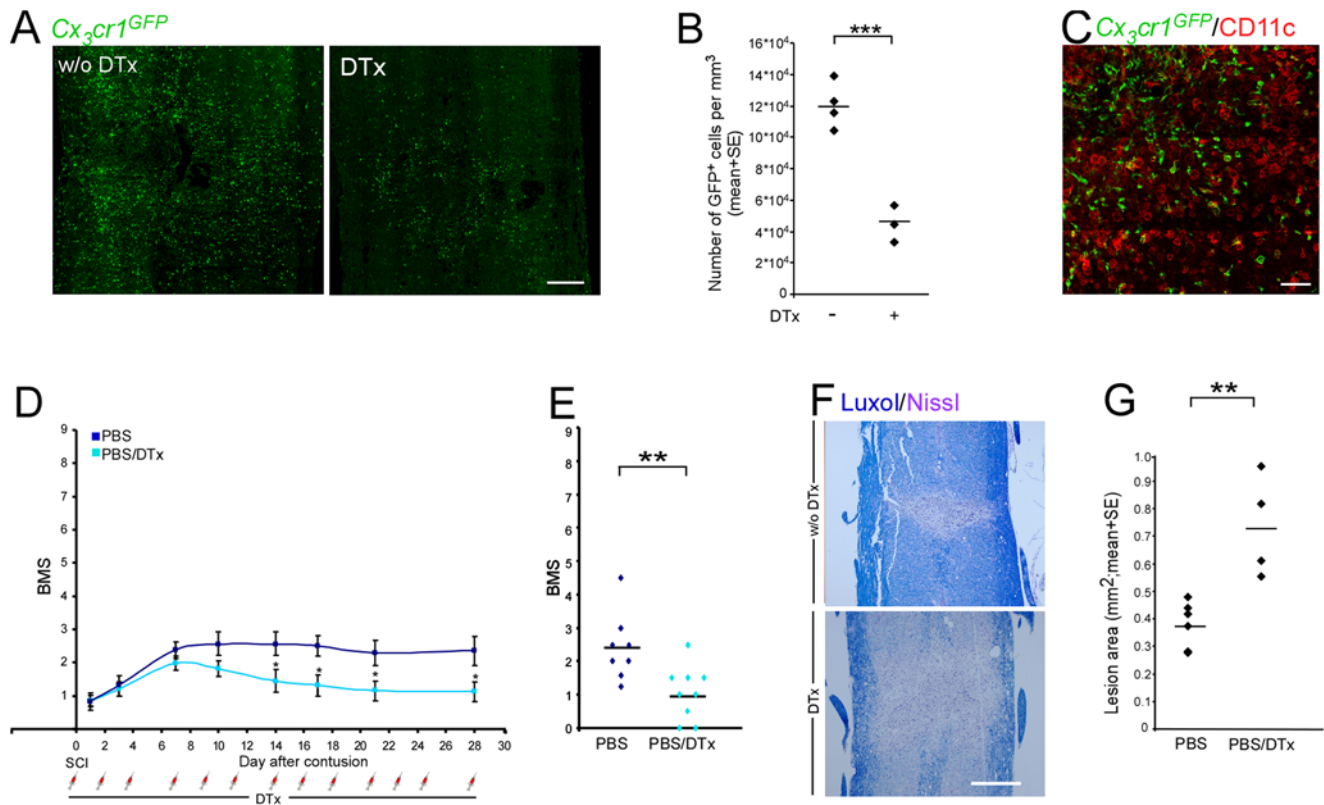 A
Cx3cr1GFP
w/o DTx
DTx
B
***
16*10⁴
14*10⁴
12*10⁴
10*10⁴
8*10⁴
6*10⁴
4*10⁴
2*10⁴
0
Number of GFP⁺ cells per mm³
(mean+SE)
DTx - +
C Cx3cr1GFP/CD11c
D
PBS
PBS/DTx
9
8
7
6
5
4
3
2
1
BMS
* * * *
0 2 4 6 8 10 12 14 16 18 20 22 24 26 28 30
SCI
Day after contusion
DTx
E
**
9
8
7
6
5
4
3
2
1
0
BMS
PBS PBS/DTx
F Luxol/Nissl
w/o DTx
DTx
G
**
1.0
0.9
0.8
0.7
0.6
0.5
0.4
0.3
0.2
0.1
0
Lesion area (mm²;mean+SE)
PBS PBS/DTx